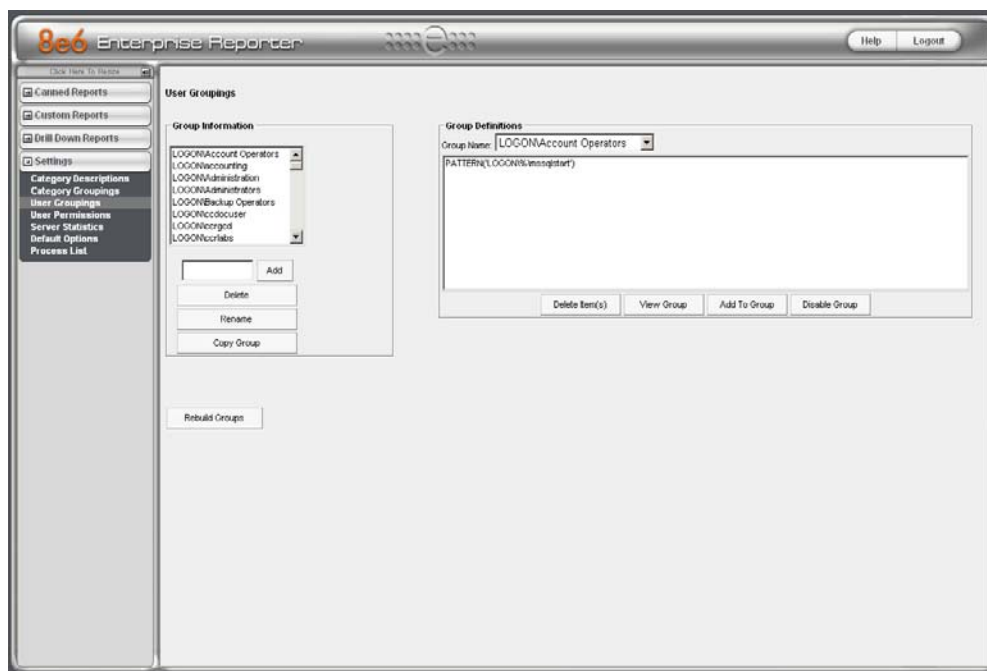 8e6 Enterprise Reporter
Help
Logout
Click Here To Resize
Canned Reports
Custom Reports
Drill Down Reports
Settings
Category Descriptions
Category Groupings
User Groupings
User Permissions
Server Statistics
Default Options
Process List
User Groupings
Group Information
LOGON\Account Operators
LOGON\accounting
LOGON\Administration
LOGON\Administrators
LOGON\Backup Operators
LOGON\ccdocuser
LOGON\ccrgcd
LOGON\ccrlabs
Add
Delete
Rename
Copy Group
Rebuild Groups
Group Definitions
Group Name: LOGON\Account Operators
PATTERN('LOGON\%\mssqlstart')
Delete Item(s)
View Group
Add To Group
Disable Group